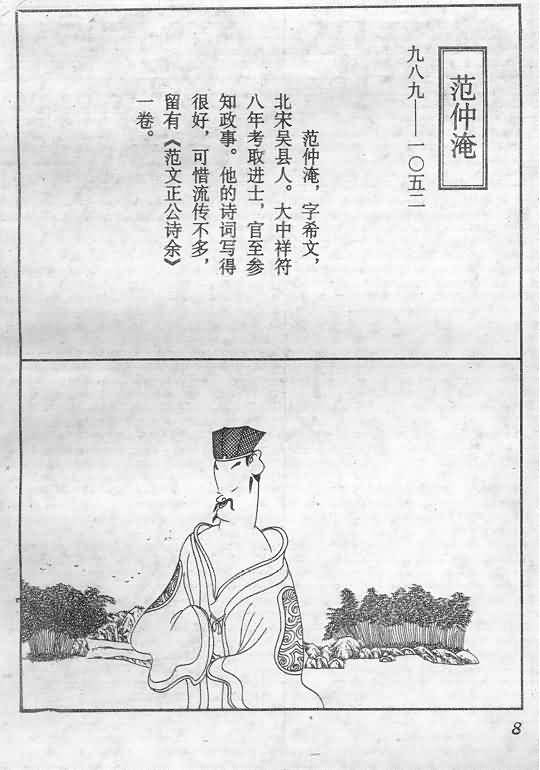 范仲淹
九八九——一〇五二
范仲淹，字希文，
北宋吴县人。大中祥符
八年考取进士，官至参
知政事。他的诗词写得
很好，可惜流传不多，
留有《范文正公诗余》
一卷。
8